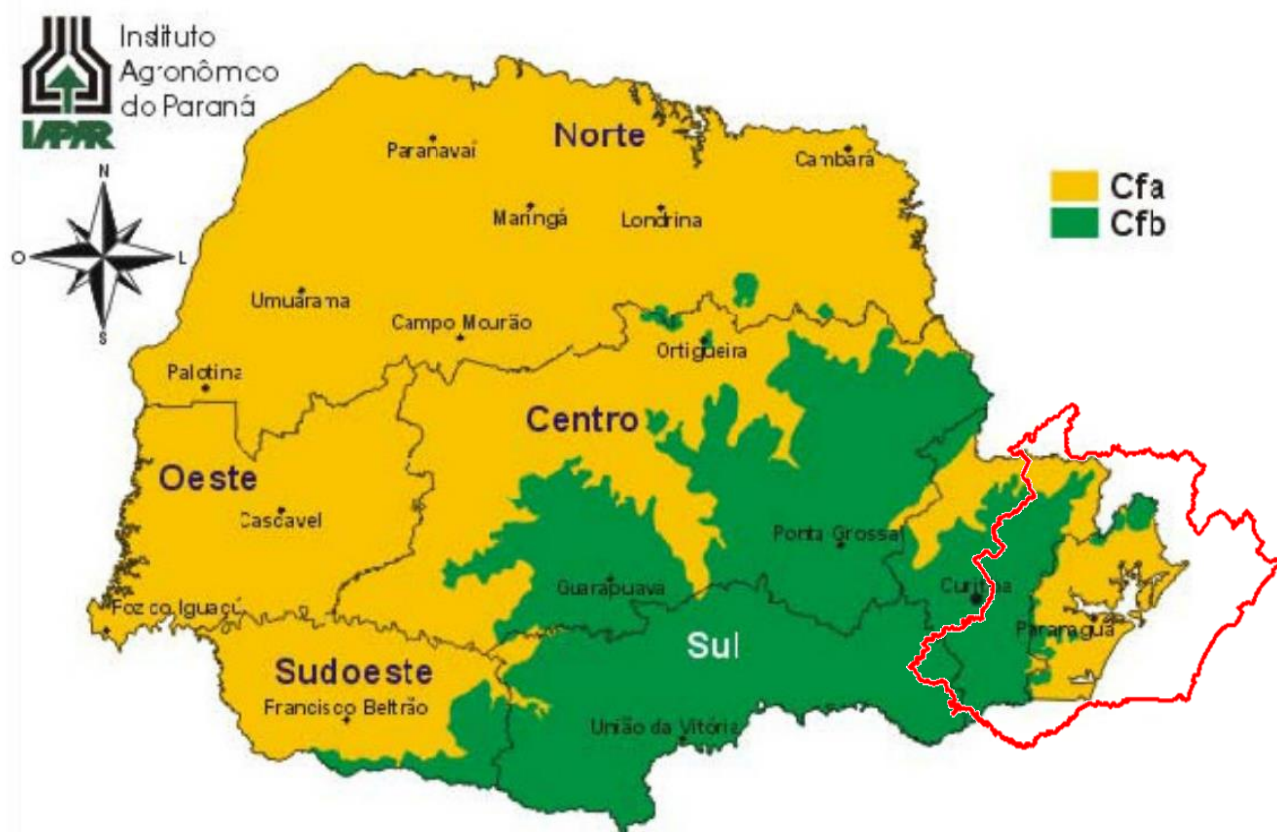 Instituto
Agronômico
do Paraná
IAPAR
N
O
L
S
Norte
Paranavaí
Cambará
Maringá
Londrina
Cfa
Cfb
Umuarama
Campo Mourão
Ortigueira
Palotina
Centro
Oeste
Cascavel
Ponta Grossa
Guarapuava
Curitiba
Foz do Iguaçú
Paranaguá
Sul
Sudoeste
Francisco Beltrão
União da Vitória